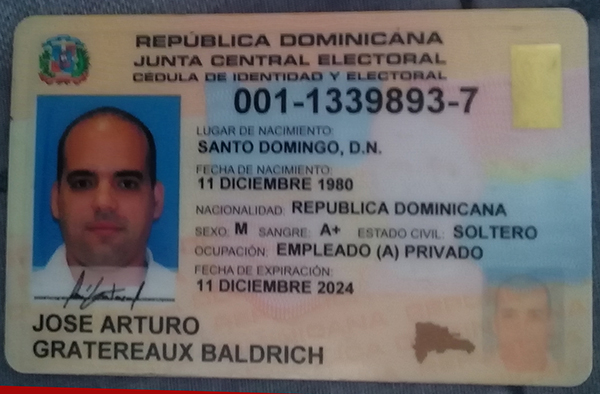 REPÚBLICA DOMINICANA
JUNTA CENTRAL ELECTORAL
CÉDULA DE IDENTIDAD Y ELECTORAL
001-1339893-7
LUGAR DE NACIMIENTO:
SANTO DOMINGO, D.N.
FECHA DE NACIMIENTO:
11 DICIEMBRE 1980
NACIONALIDAD: REPUBLICA DOMINICANA
SEXO: M SANGRE: A+ ESTADO CIVIL: SOLTERO
OCUPACIÓN: EMPLEADO (A) PRIVADO
FECHA DE EXPIRACIÓN:
11 DICIEMBRE 2024
JOSE ARTURO
GRATEREAUX BALDRICH